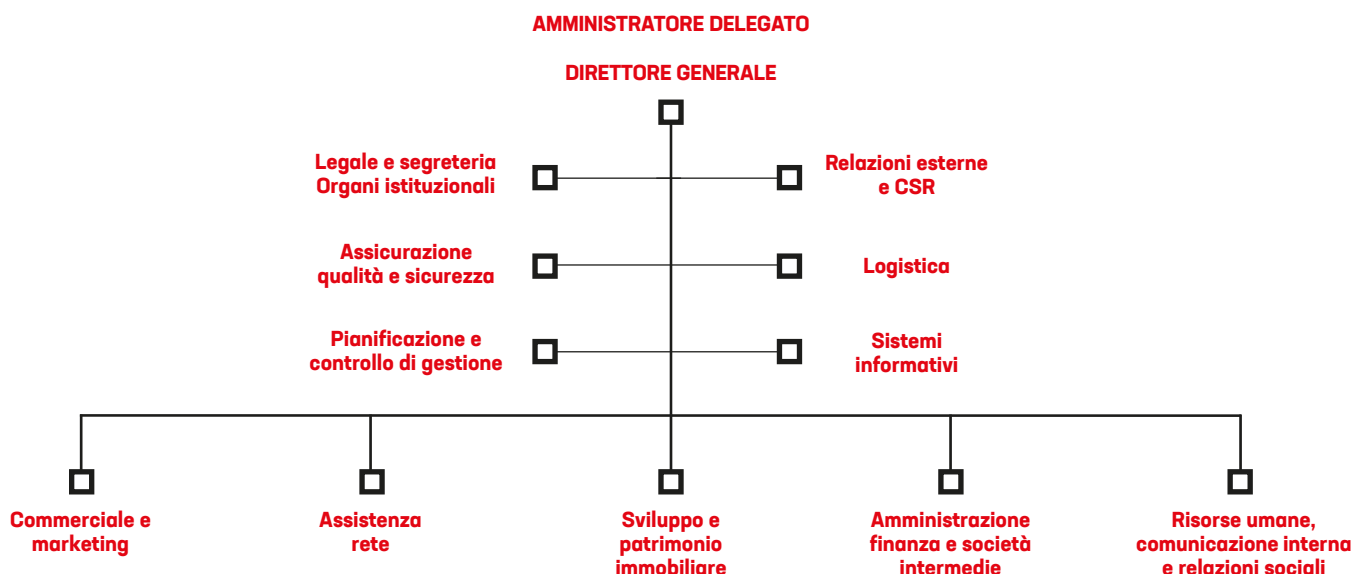 AMMINISTRATORE DELEGATO
DIRETTORE GENERALE
Legale e segreteria
Organi istituzionali
Relazioni esterne
e CSR
Assicurazione
qualità e sicurezza
Logistica
Pianificazione e
controllo di gestione
Sistemi
informativi
Commerciale e
marketing
Assistenza
rete
Sviluppo e
patrimonio
immobiliare
Amministrazione
finanza e società
intermedie
Risorse umane,
comunicazione interna
e relazioni sociali